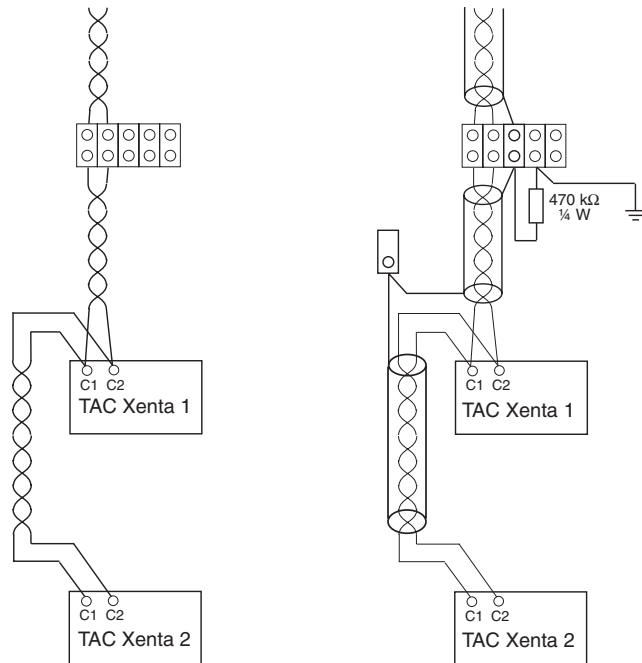 470 kΩ
¼ W
C1 C2
TAC Xenta 1
C1 C2
TAC Xenta 1
C1 C2
TAC Xenta 2
C1 C2
TAC Xenta 2